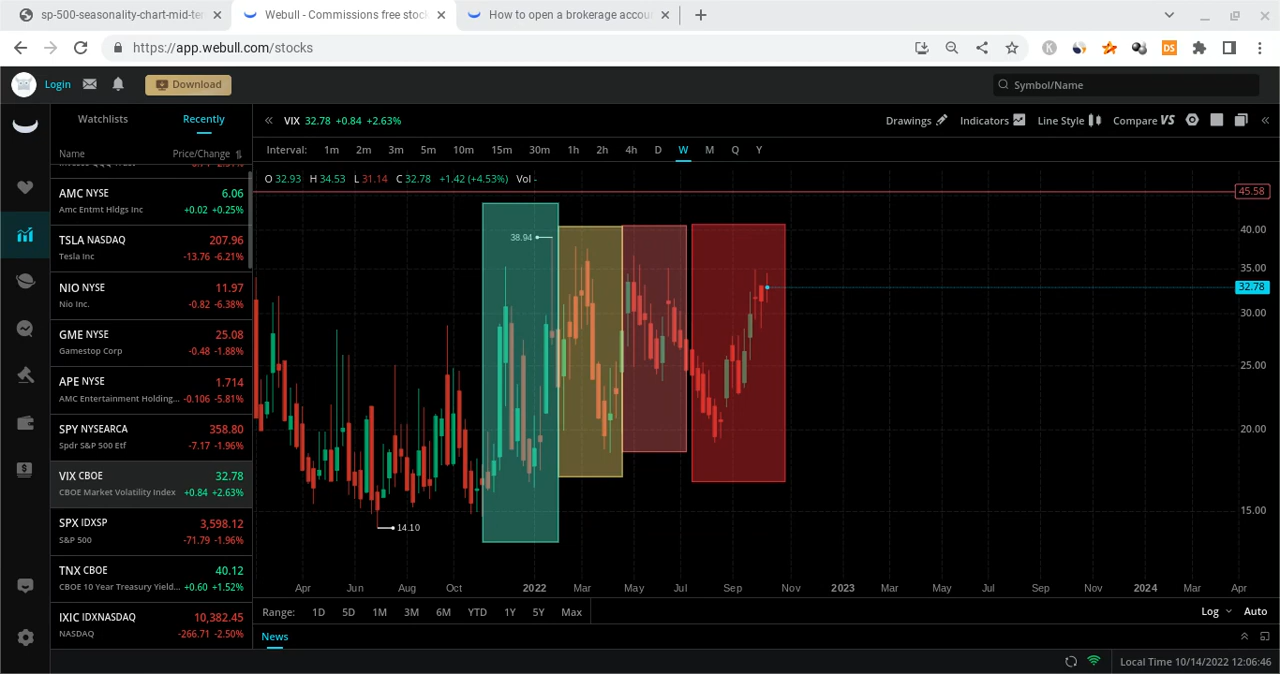 sp-500-seasonality-chart-mid-ter
Webull - Commissions free stock
How to open a brokerage accou
https://app.webull.com/stocks
DS
Login
Download
Symbol/Name
Watchlists
Recently
VIX 32.78 +0.84 +2.63%
Drawings
Indicators
Line Style
Compare VS
Name
Price/Change
Interval: 1m 2m 3m 5m 10m 15m 30m 1h 2h 4h D W M Q Y
O 32.93 H 34.53 L 31.14 C 32.78 +1.42 (+4.53%) Vol -
AMC NYSE 6.06
Amc Entmt Hldgs Inc +0.02 +0.25%
TSLA NASDAQ 207.96
Tesla Inc -13.76 -6.21%
NIO NYSE 11.97
Nio Inc. -0.82 -6.38%
GME NYSE 25.08
Gamestop Corp -0.48 -1.88%
APE NYSE 1.714
AMC Entertainment Holding... -0.106 -5.81%
SPY NYSEARCA 358.80
Spdr S&P 500 Etf -7.17 -1.96%
VIX CBOE 32.78
CBOE Market Volatility Index +0.84 +2.63%
SPX IDXSP 3,598.12
S&P 500 -71.79 -1.96%
TNX CBOE 40.12
CBOE 10 Year Treasury Yield... +0.60 +1.52%
IXIC IDXNASDAQ 10,382.45
NASDAQ -266.71 -2.50%
45.58
40.00
35.00
32.78
30.00
25.00
20.00
15.00
38.94
14.10
Apr Jun Aug Oct 2022 Mar May Jul Sep Nov 2023 Mar May Jul Sep Nov 2024 Mar Apr
Range: 1D 5D 1M 3M 6M YTD 1Y 5Y Max
Log Auto
News
Local Time 10/14/2022 12:06:46